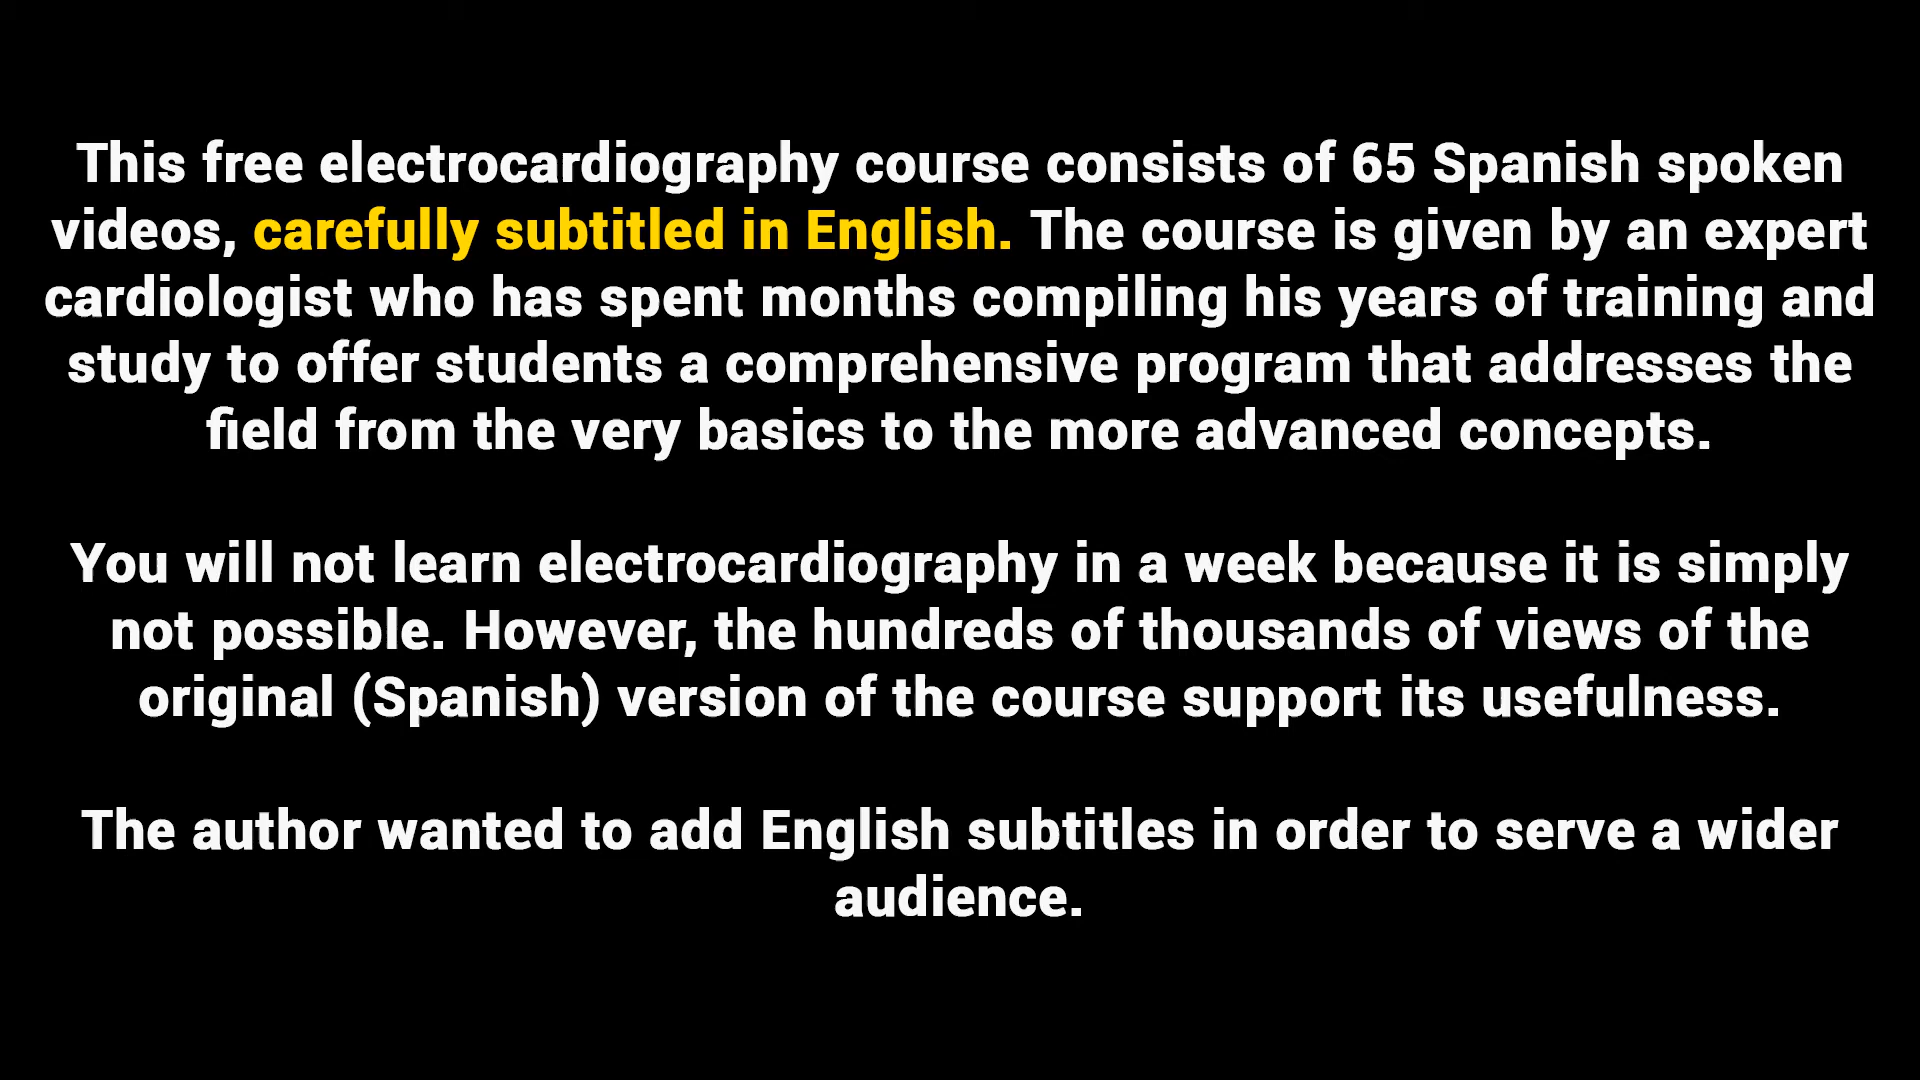 This free electrocardiography course consists of 65 Spanish spoken
videos, carefully subtitled in English. The course is given by an expert
cardiologist who has spent months compiling his years of training and
study to offer students a comprehensive program that addresses the
field from the very basics to the more advanced concepts.
You will not learn electrocardiography in a week because it is simply
not possible. However, the hundreds of thousands of views of the
original (Spanish) version of the course support its usefulness.
The author wanted to add English subtitles in order to serve a wider
audience.